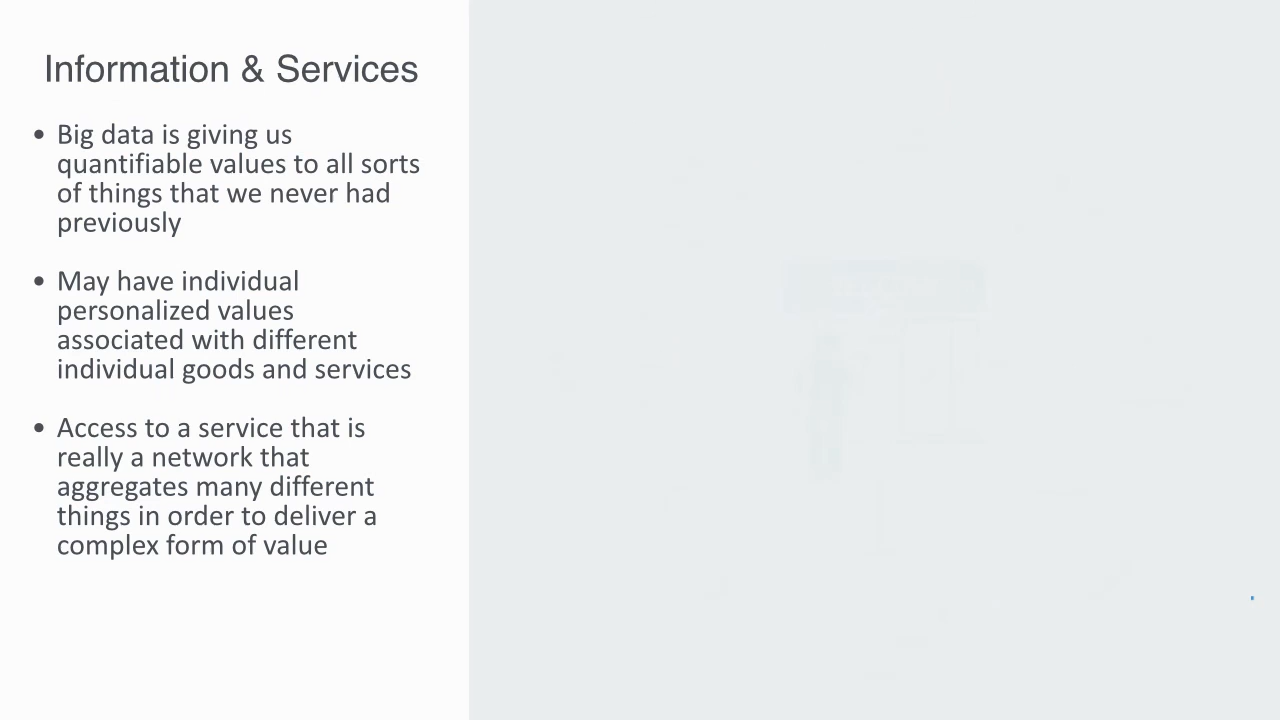 Information & Services
• Big data is giving us
quantifiable values to all sorts
of things that we never had
previously
• May have individual
personalized values
associated with different
individual goods and services
• Access to a service that is
really a network that
aggregates many different
things in order to deliver a
complex form of value